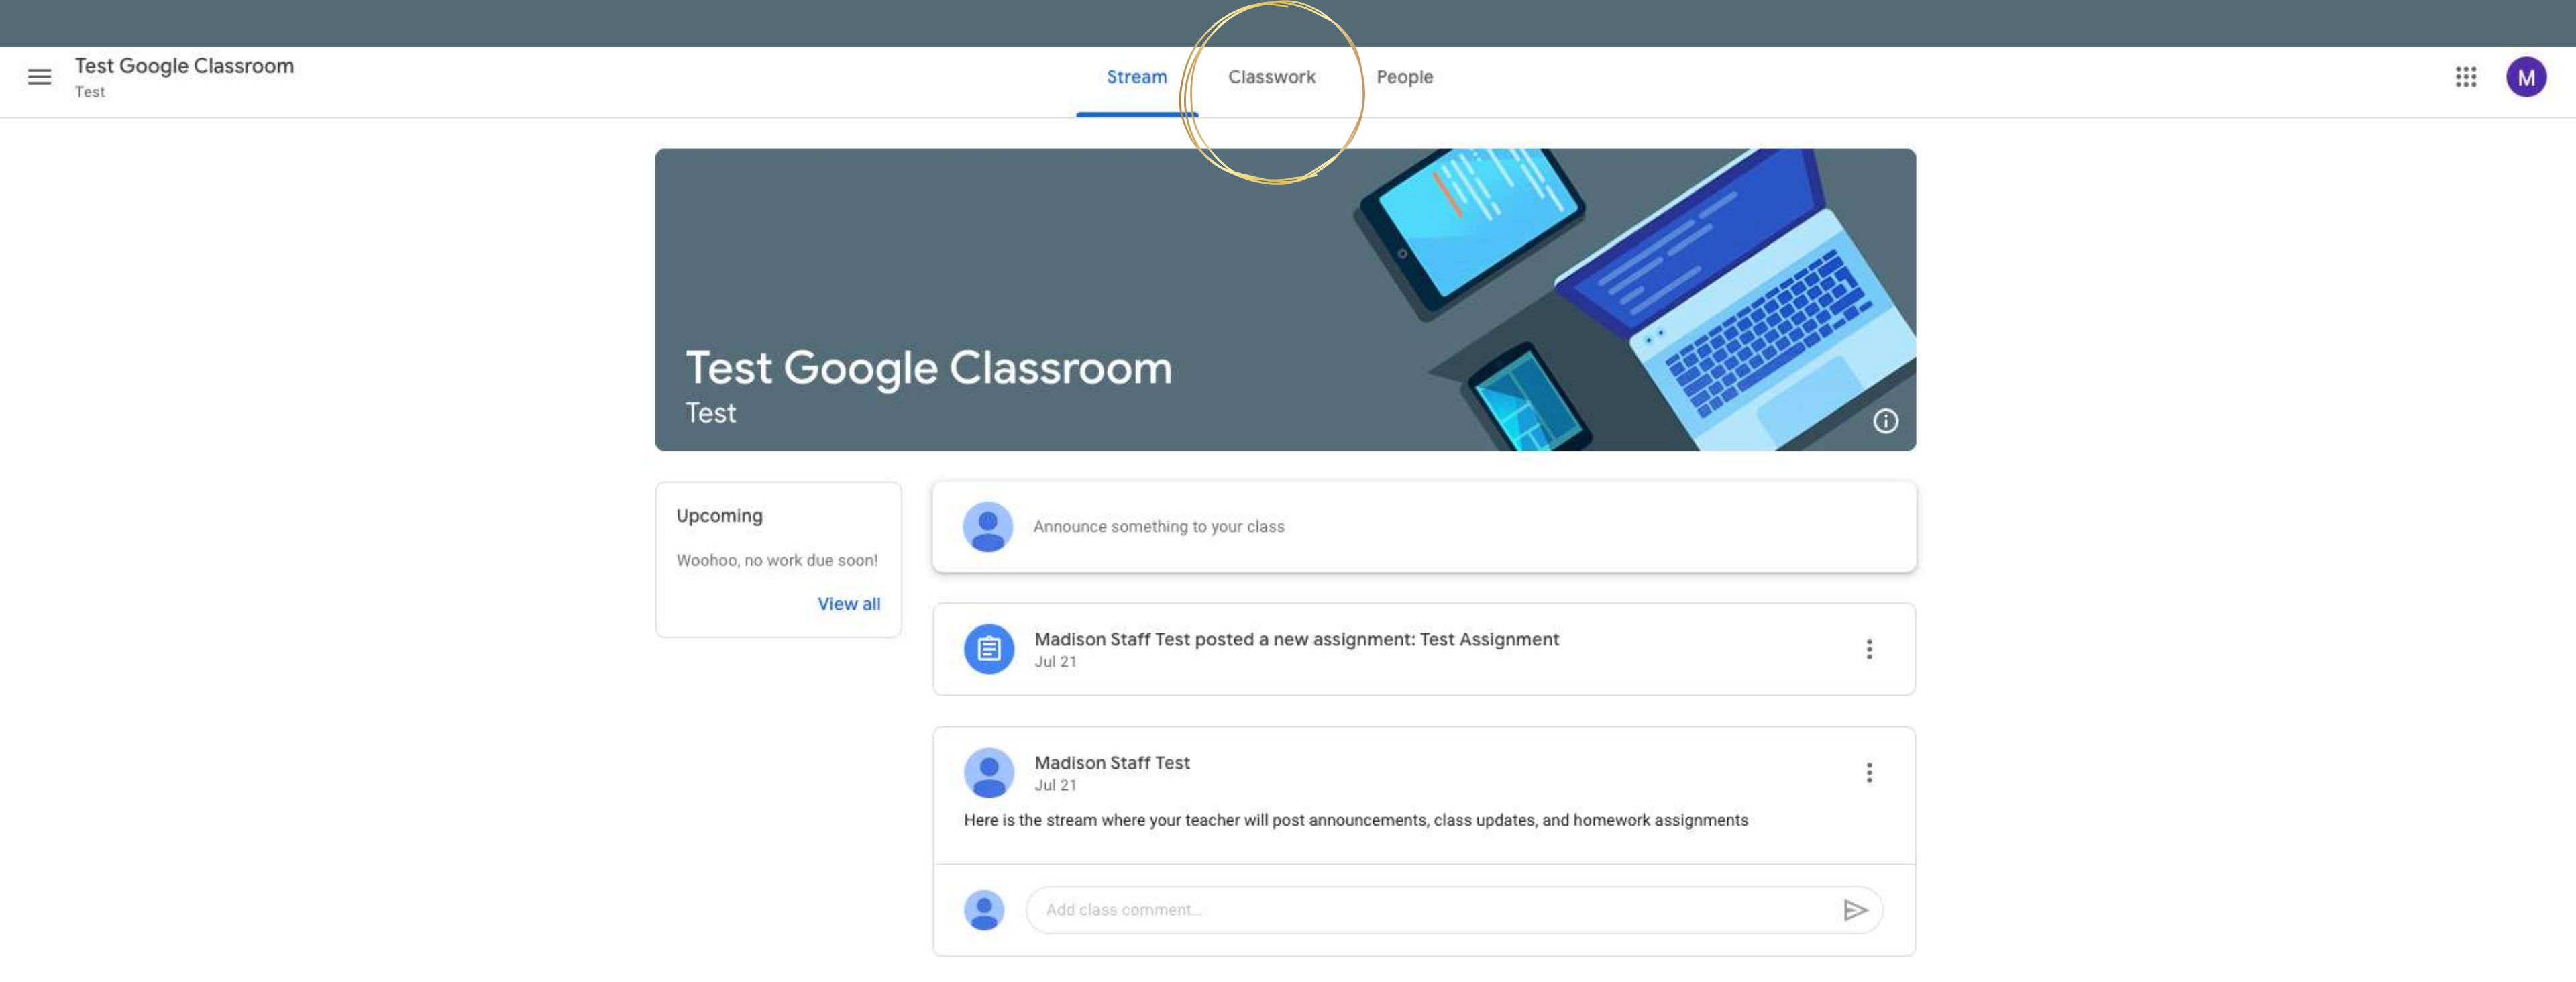 Test Google Classroom
Test
Stream
Classwork
People
M
Test Google Classroom
Test
Upcoming
Woohoo, no work due soon!
View all
Announce something to your class
Madison Staff Test posted a new assignment: Test Assignment
Jul 21
Madison Staff Test
Jul 21
Here is the stream where your teacher will post announcements, class updates, and homework assignments
Add class comment...